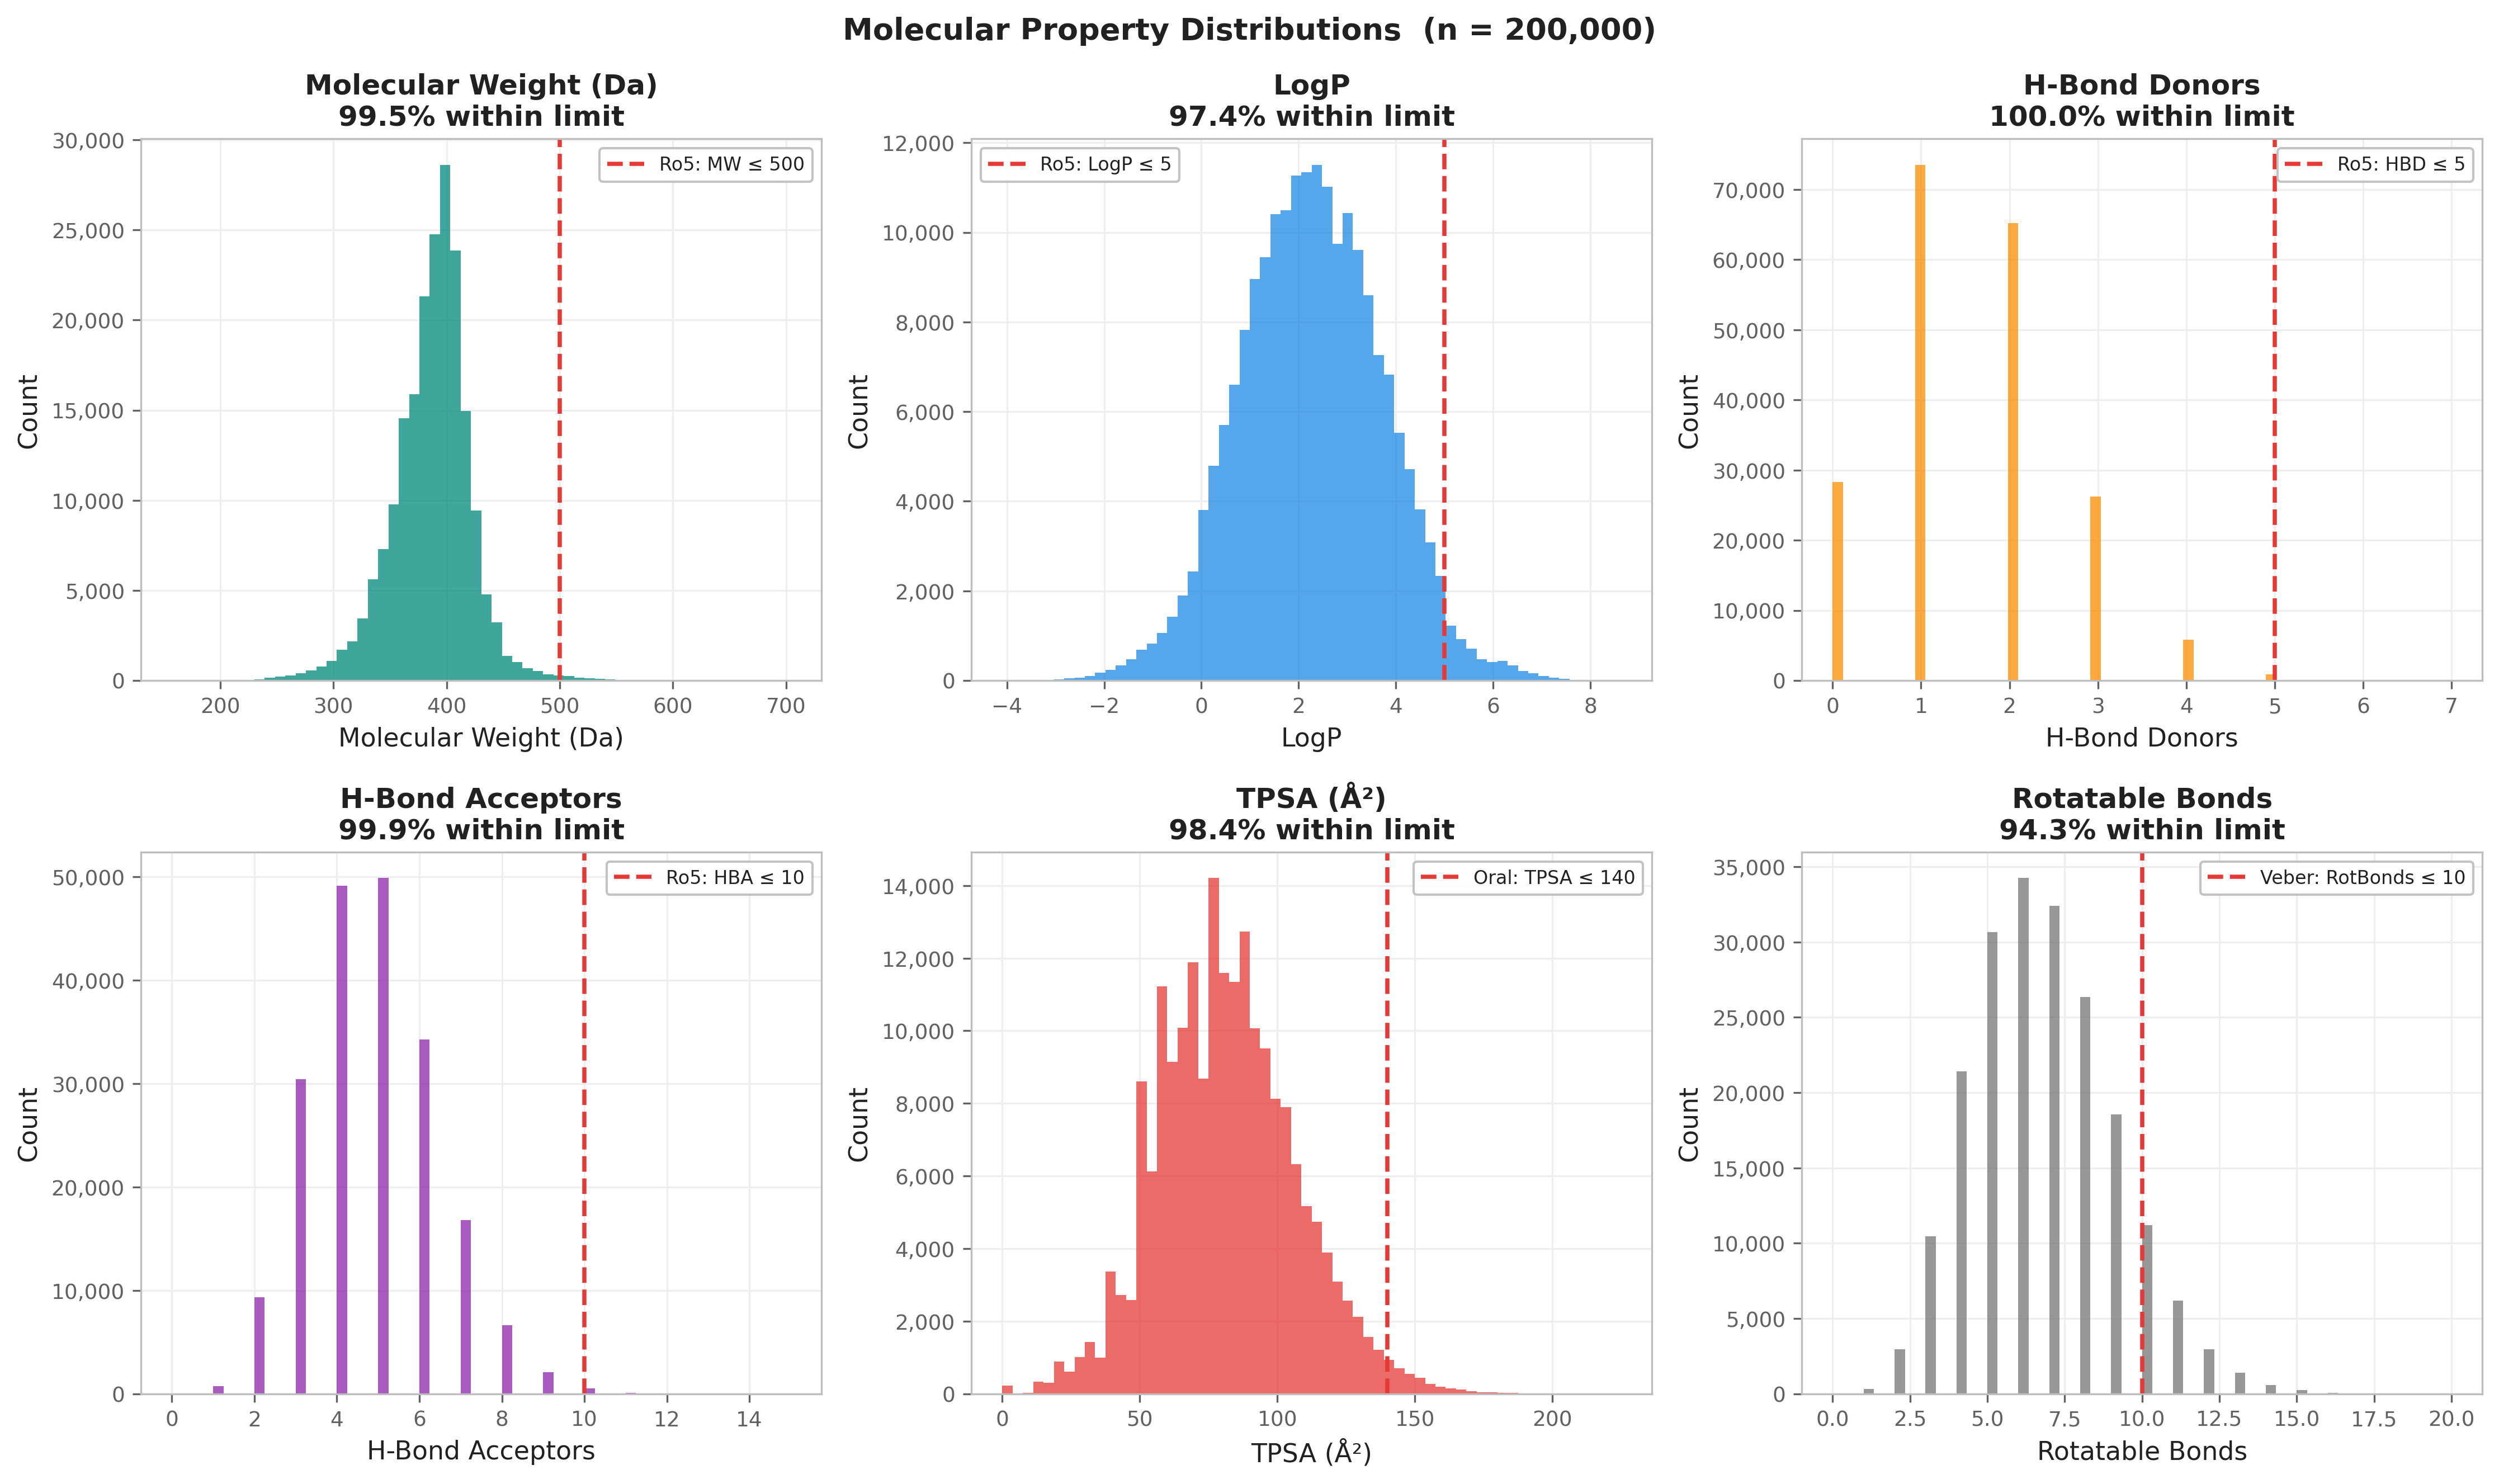 Molecular Property Distributions (n = 200,000)
Molecular Weight (Da)
99.5% within limit
30,000
25,000
20,000
15,000
10,000
5,000
0
Count
Ro5: MW ≤ 500
200 300 400 500 600 700
Molecular Weight (Da)
LogP
97.4% within limit
12,000
10,000
8,000
6,000
4,000
2,000
0
Count
Ro5: LogP ≤ 5
−4 −2 0 2 4 6 8
LogP
H-Bond Donors
100.0% within limit
70,000
60,000
50,000
40,000
30,000
20,000
10,000
0
Count
Ro5: HBD ≤ 5
0 1 2 3 4 5 6 7
H-Bond Donors
H-Bond Acceptors
99.9% within limit
50,000
40,000
30,000
20,000
10,000
0
Count
Ro5: HBA ≤ 10
0 2 4 6 8 10 12 14
H-Bond Acceptors
TPSA (Å²)
98.4% within limit
14,000
12,000
10,000
8,000
6,000
4,000
2,000
0
Count
Oral: TPSA ≤ 140
0 50 100 150 200
TPSA (Å²)
Rotatable Bonds
94.3% within limit
35,000
30,000
25,000
20,000
15,000
10,000
5,000
0
Count
Veber: RotBonds ≤ 10
0.0 2.5 5.0 7.5 10.0 12.5 15.0 17.5 20.0
Rotatable Bonds